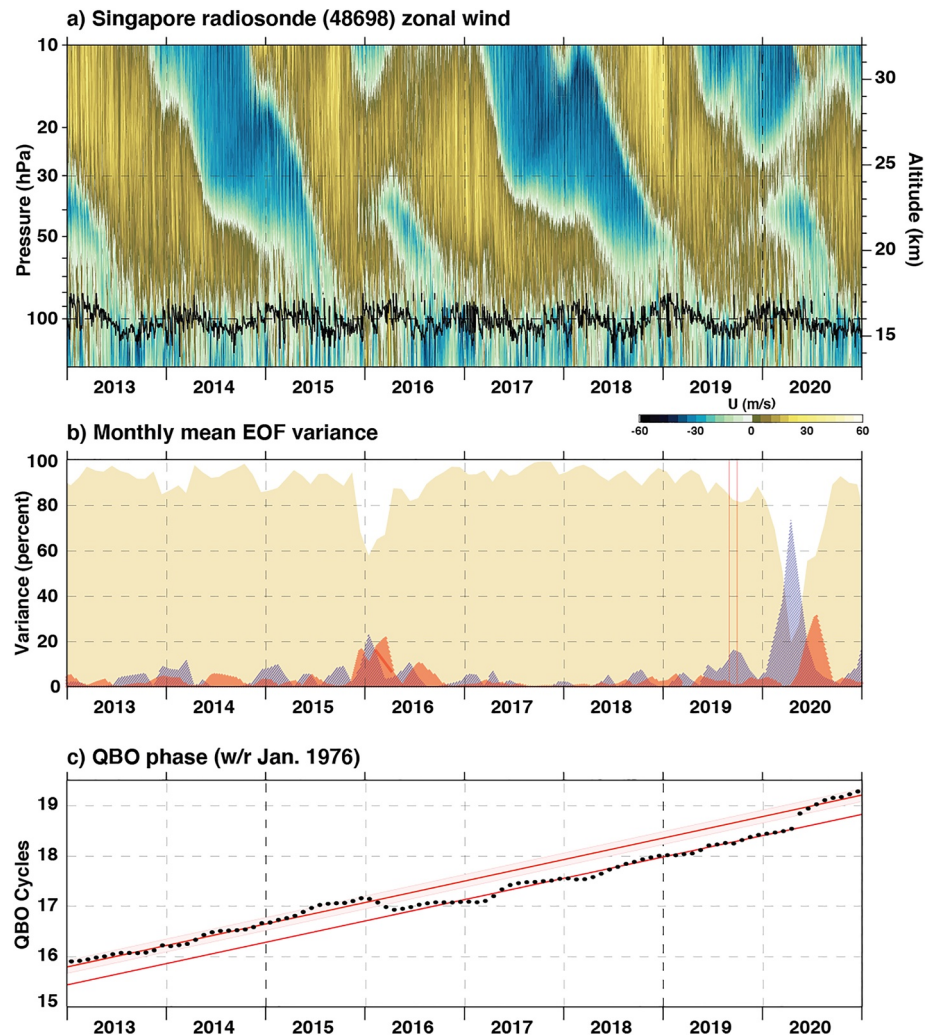 a) Singapore radiosonde (48698) zonal wind
10
20
30
50
100
Pressure (hPa)
30
25
20
15
Altitude (km)
2013 2014 2015 2016 2017 2018 2019 2020
U (m/s)
-60 -30 0 30 60
b) Monthly mean EOF variance
100
80
60
40
20
0
Variance (percent)
2013 2014 2015 2016 2017 2018 2019 2020
c) QBO phase (w/r Jan. 1976)
19
18
17
16
15
QBO Cycles
2013 2014 2015 2016 2017 2018 2019 2020